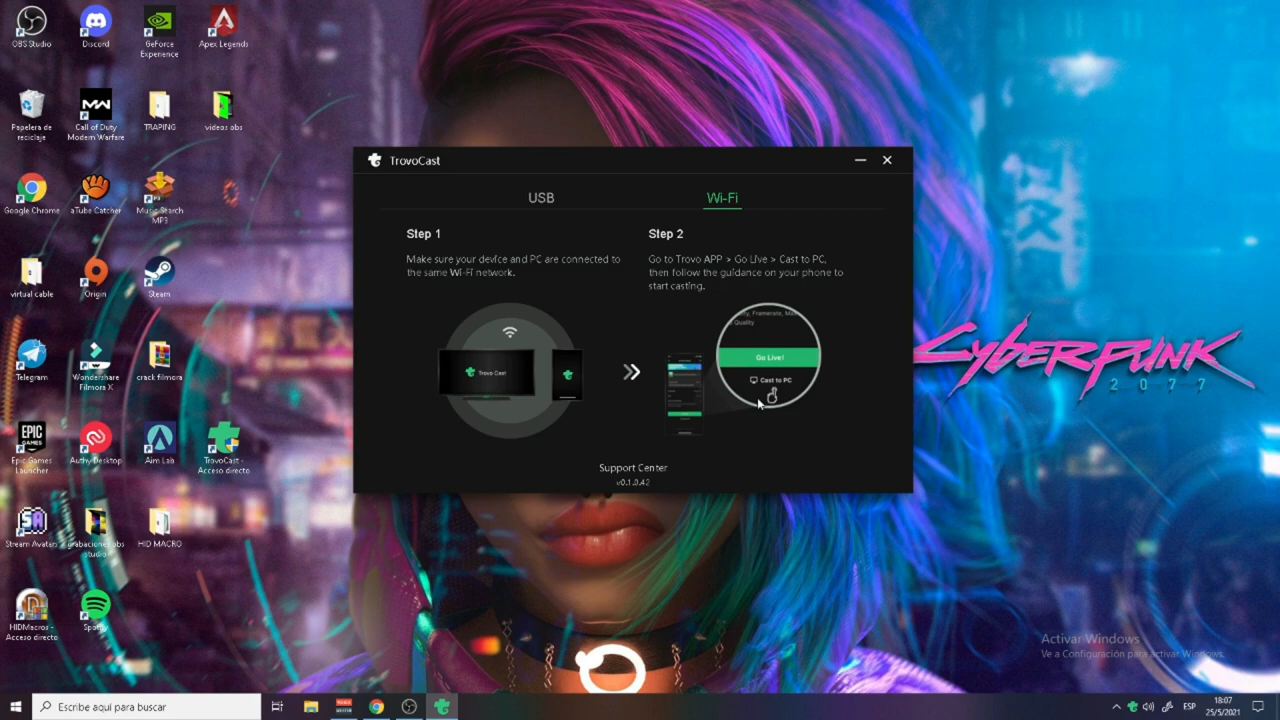 OBS Studio
Discord
GeForce
Experience
Apex Legends
Papelera de
reciclaje
Call of Duty
Modern Warfare
TRAPING
videos obs
Google Chrome
aTube Catcher
Music Search
MP3
virtual cable
Origin
Steam
Telegram
Wondershare
Filmora X
crack filmora
EPIC
GAMES
Epic Games
Launcher
Authy Desktop
Aim Lab
TrovoCast -
Acceso directo
SA
Stream Avatars
grabaciones obs
studio
HID MACRO
HIDMacros -
Acceso directo
Spotify
TrovoCast
USB
Wi-Fi
Step 1
Make sure your device and PC are connected to
the same Wi-Fi network.
Trovo Cast
Step 2
Go to Trovo APP > Go Live > Cast to PC,
then follow the guidance on your phone to
start casting.
Quality
Go Live!
Cast to PC
Support Center
v0.1.0.42
CYBERPUNK
2077
Activar Windows
Ve a Configuración para activar Windows.
Escribe aquí para buscar
ESP
18:07
25/5/2021